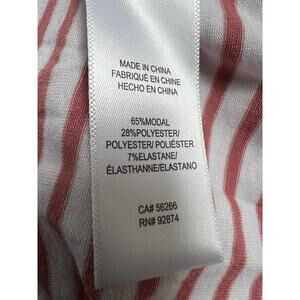 MADE IN CHINA
FABRIQUÉ EN CHINE
HECHO EN CHINA
65%MODAL
28%POLYESTER/
POLYESTER/ POLIÉSTER
7%ELASTANE/
ÉLASTHANNE/ELASTANO
CA# 56266
RN# 92874